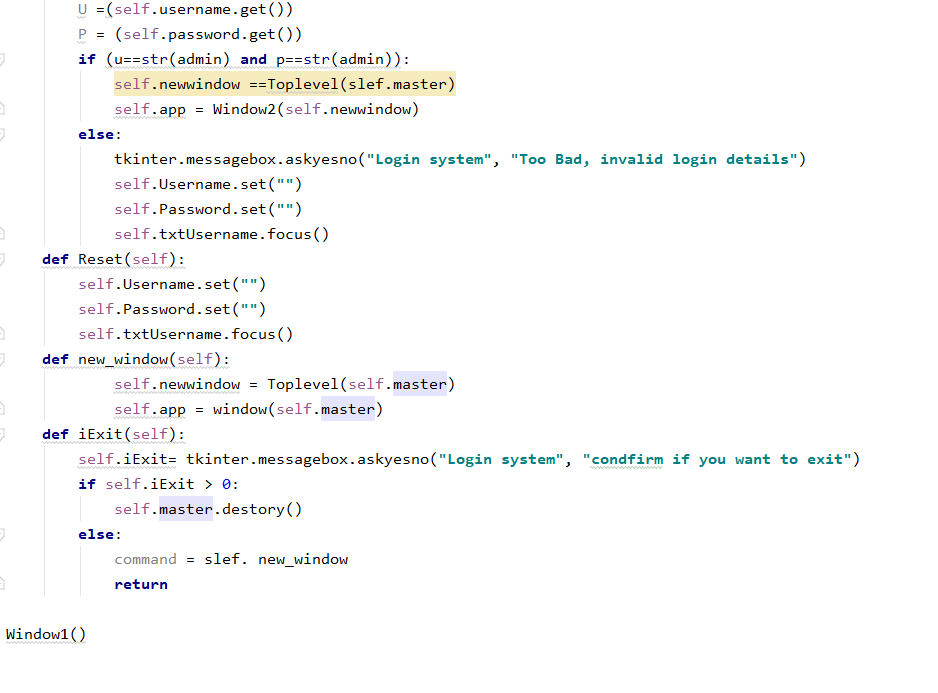 U =(self.username.get())
P = (self.password.get())
if (u==str(admin) and p==str(admin)):
self.newwindow ==Toplevel(slef.master)
self.app = Window2(self.newwindow)
else:
tkinter.messagebox.askyesno("Login system", "Too Bad, invalid login details")
self.Username.set("")
self.Password.set("")
self.txtUsername.focus()
def Reset(self):
self.Username.set("")
self.Password.set("")
self.txtUsername.focus()
def new_window(self):
self.newwindow = Toplevel(self.master)
self.app = window(self.master)
def iExit(self):
self.iExit= tkinter.messagebox.askyesno("Login system", "condfirm if you want to exit")
if self.iExit > 0:
self.master.destory()
else:
command = slef. new_window
return
Window1()